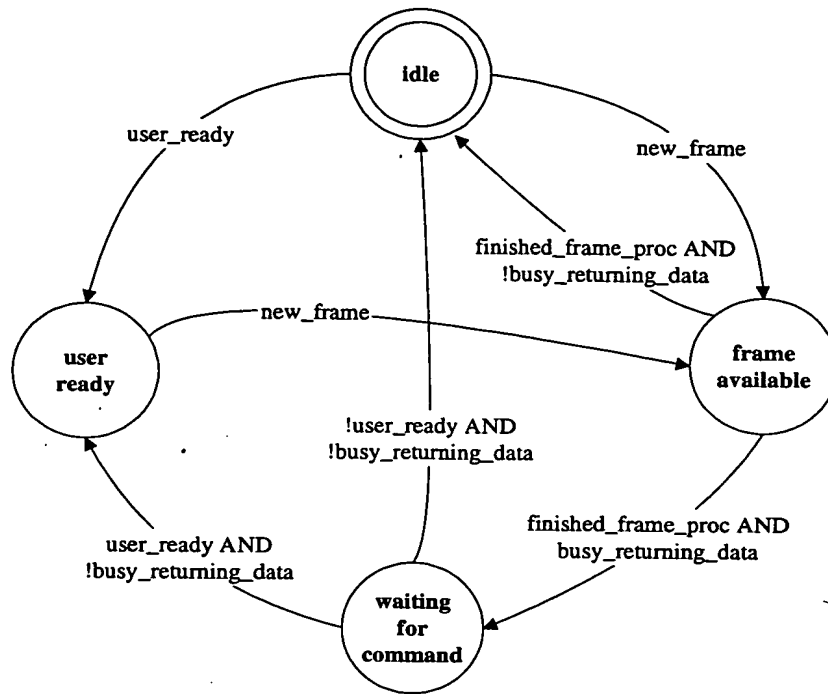 idle
user_ready
new_frame
finished_frame_proc AND
!busy_returning_data
new_frame
user
ready
frame
available
!user_ready AND
!busy_returning_data
user_ready AND
!busy_returning_data
finished_frame_proc AND
busy_returning_data
waiting
for
command